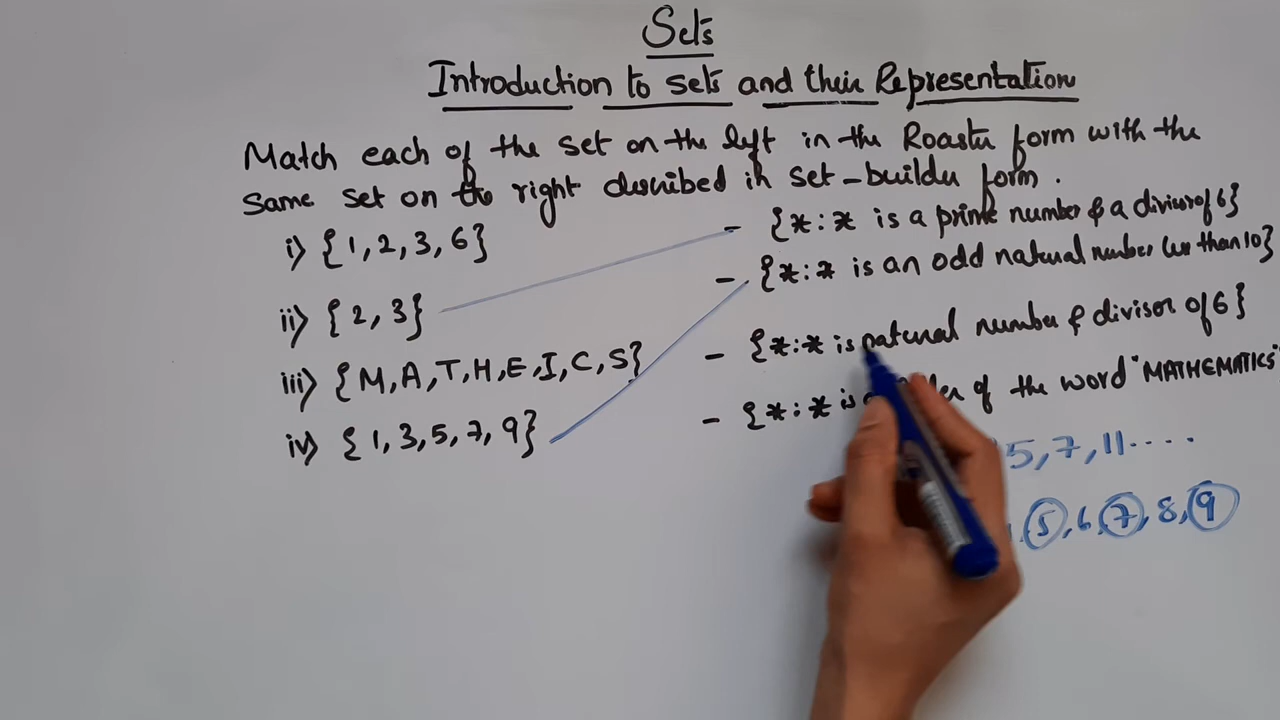 Sets
Introduction to sets and their Representation
Match each of the set on the left in the Roaster form with the
same set on the right described in set-builder form.
i) {1, 2, 3, 6}
- {x : x is a prime number & a divisor of 6}
ii) {2, 3}
- {x : x is an odd natural number less than 10}
iii) {M, A, T, H, E, I, C, S}
- {x : x is natural number & divisor of 6}
iv) {1, 3, 5, 7, 9}
- {x : x is of the word "MATHEMATICS"
5, 7, 11 ....
, 5, 6, 7, 8, 9